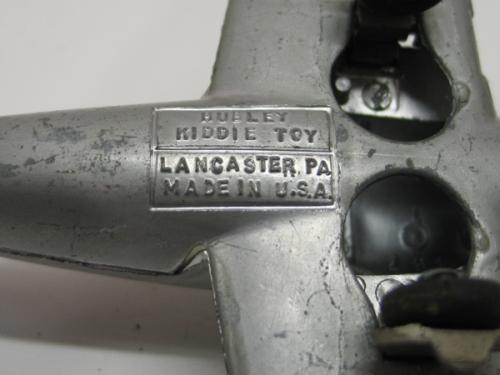 HUBLEY
KIDDIE TOY
LANCASTER, PA
MADE IN U.S.A.